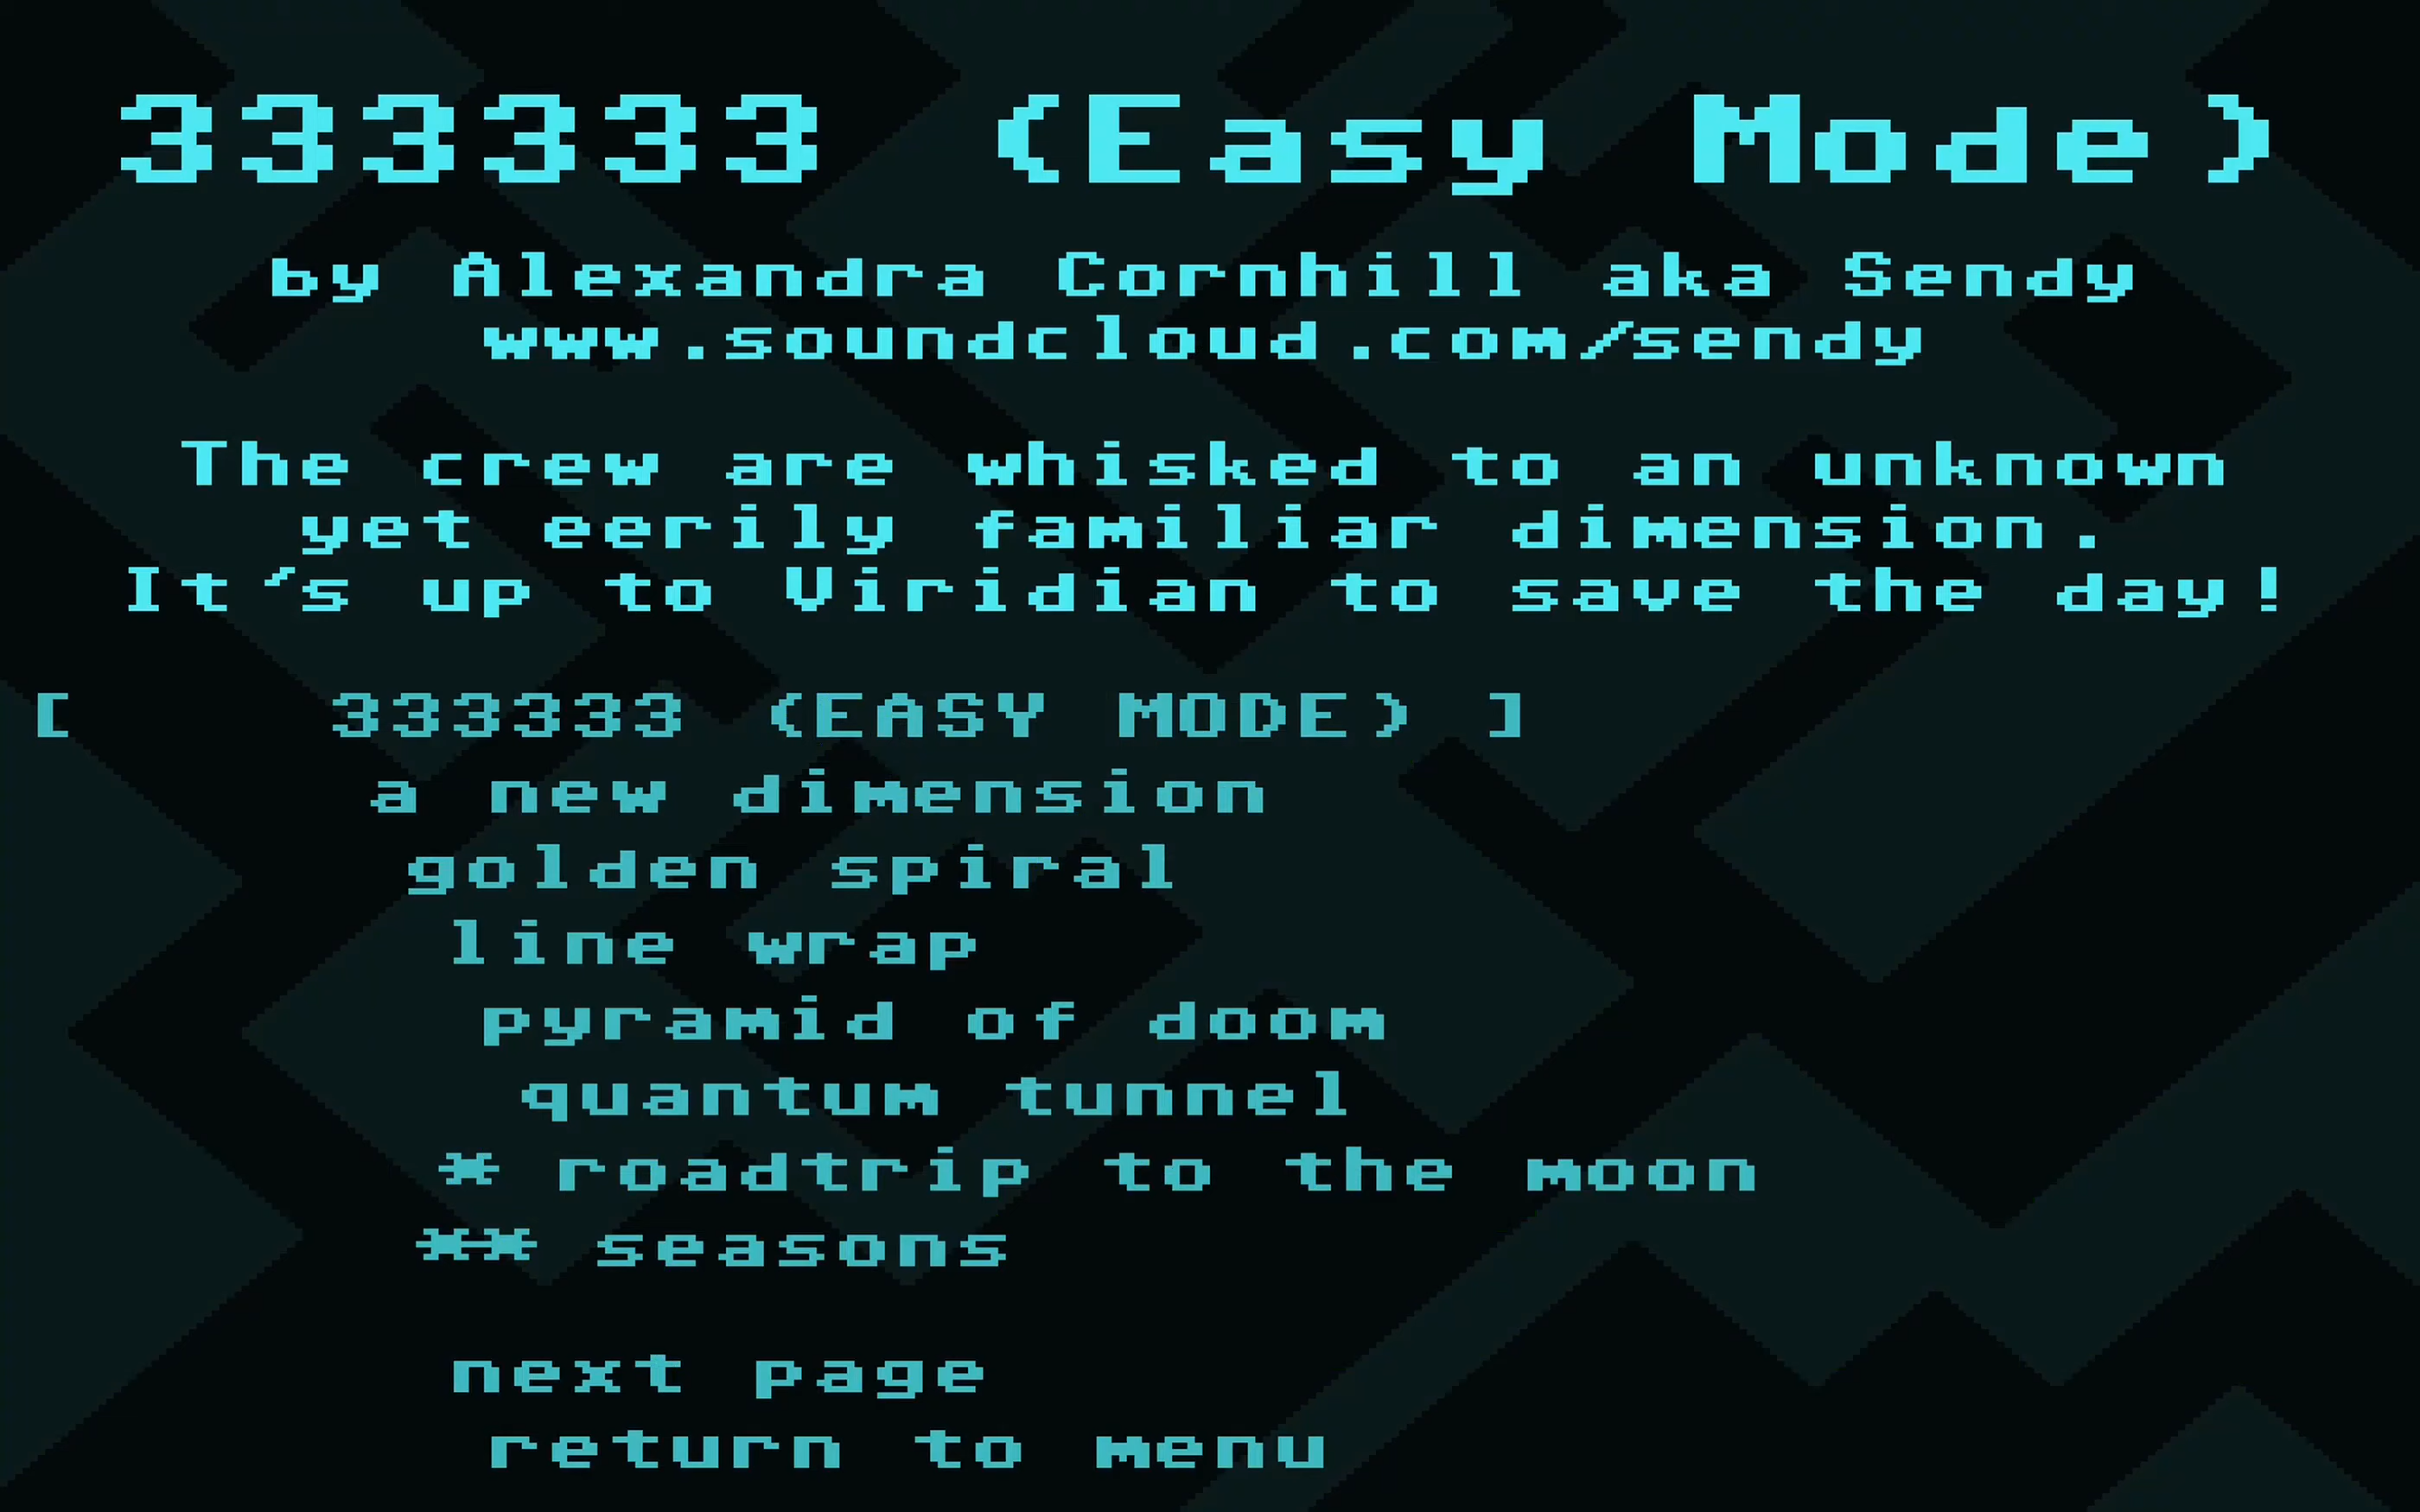 333333 (Easy Mode)
by Alexandra Cornhill aka Sendy
www.soundcloud.com/sendy
The crew are whisked to an unknown
yet eerily familiar dimension.
It's up to Viridian to save the day!
[ 333333 (EASY MODE) ]
a new dimension
golden spiral
line wrap
pyramid of doom
quantum tunnel
* roadtrip to the moon
** seasons
next page
return to menu